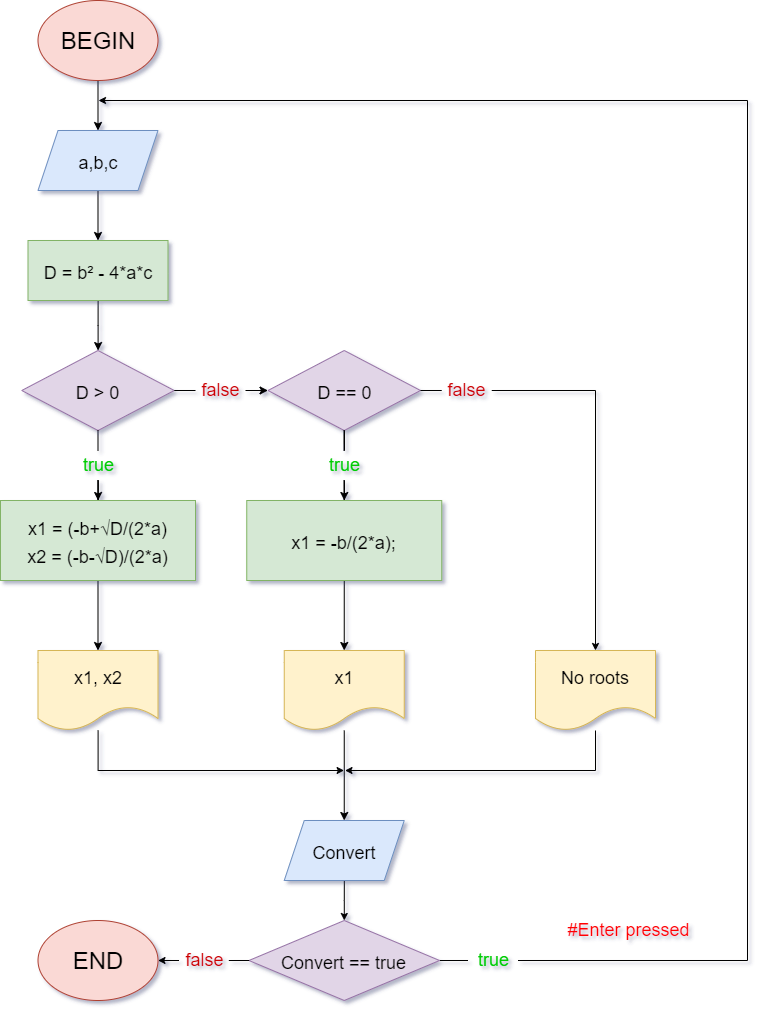 BEGIN
a,b,c
D = b² - 4*a*c
D > 0
false
D == 0
false
true
true
x1 = (-b+√D/(2*a)
x2 = (-b-√D)/(2*a)
x1 = -b/(2*a);
x1, x2
x1
No roots
Convert
#Enter pressed
END
false
Convert == true
true